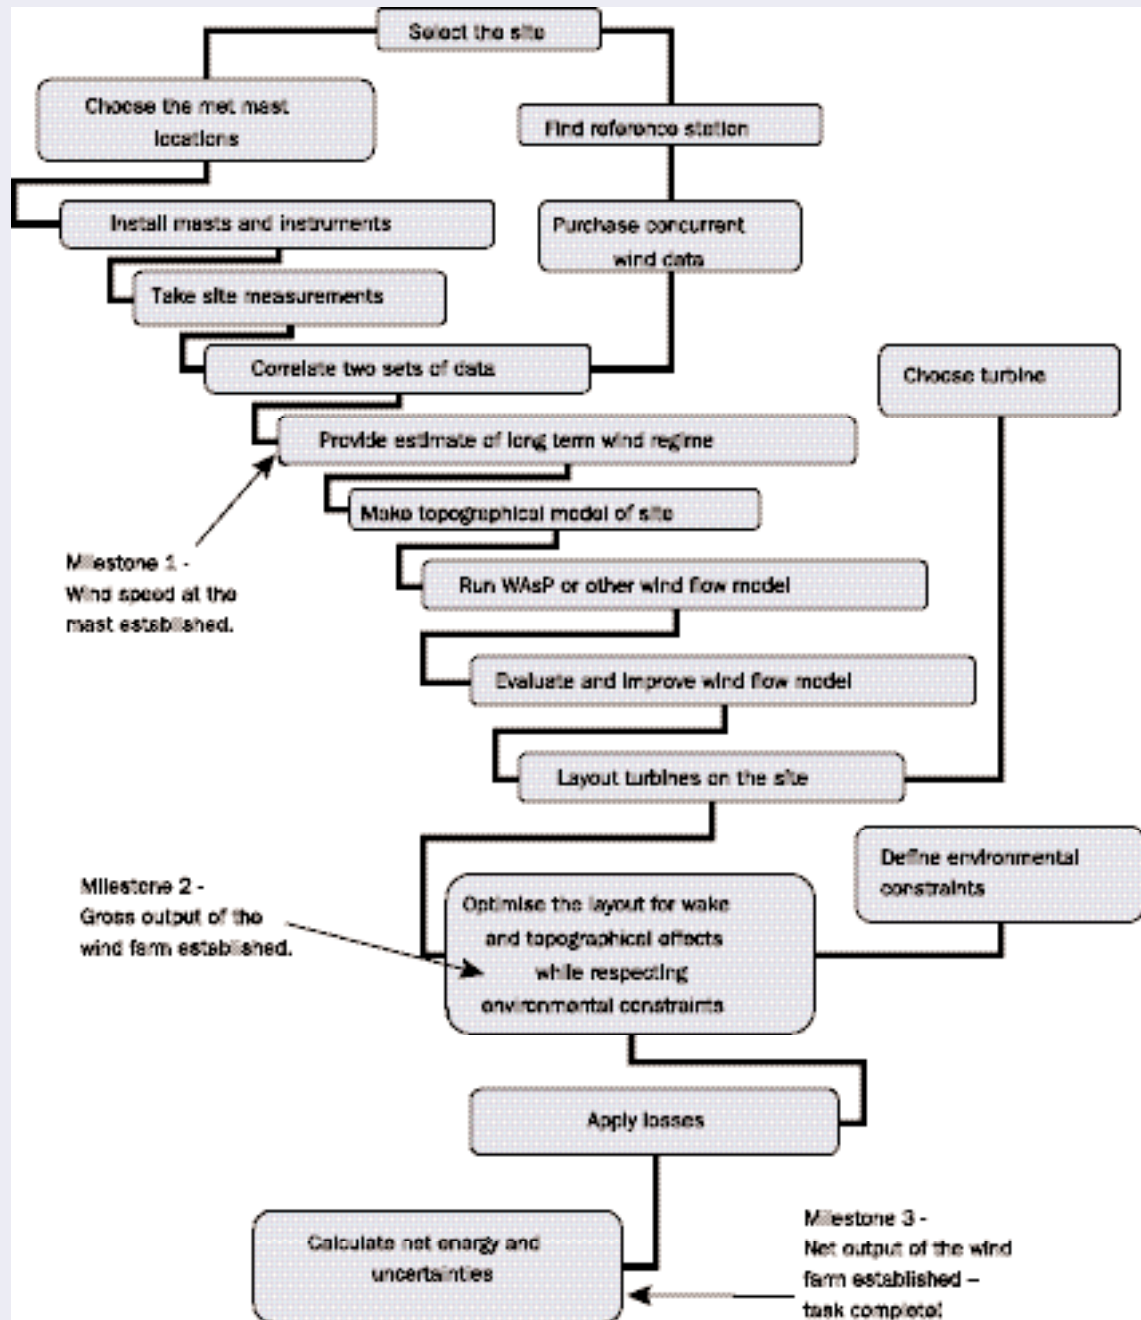 Select the site
Choose the met mast
locations
Find reference station
Install masts and instruments
Purchase concurrent
wind data
Take site measurements
Correlate two sets of data
Choose turbine
Provide estimate of long term wind regime
Make topographical model of site
Milestone 1 -
Wind speed at the
mast established.
Run WAsP or other wind flow model
Evaluate and improve wind flow model
Layout turbines on the site
Define environmental
constraints
Milestone 2 -
Gross output of the
wind farm established.
Optimise the layout for wake
and topographical effects
while respecting
environmental constraints
Apply losses
Calculate net energy and
uncertainties
Milestone 3 -
Net output of the wind
farm established –
task complete!